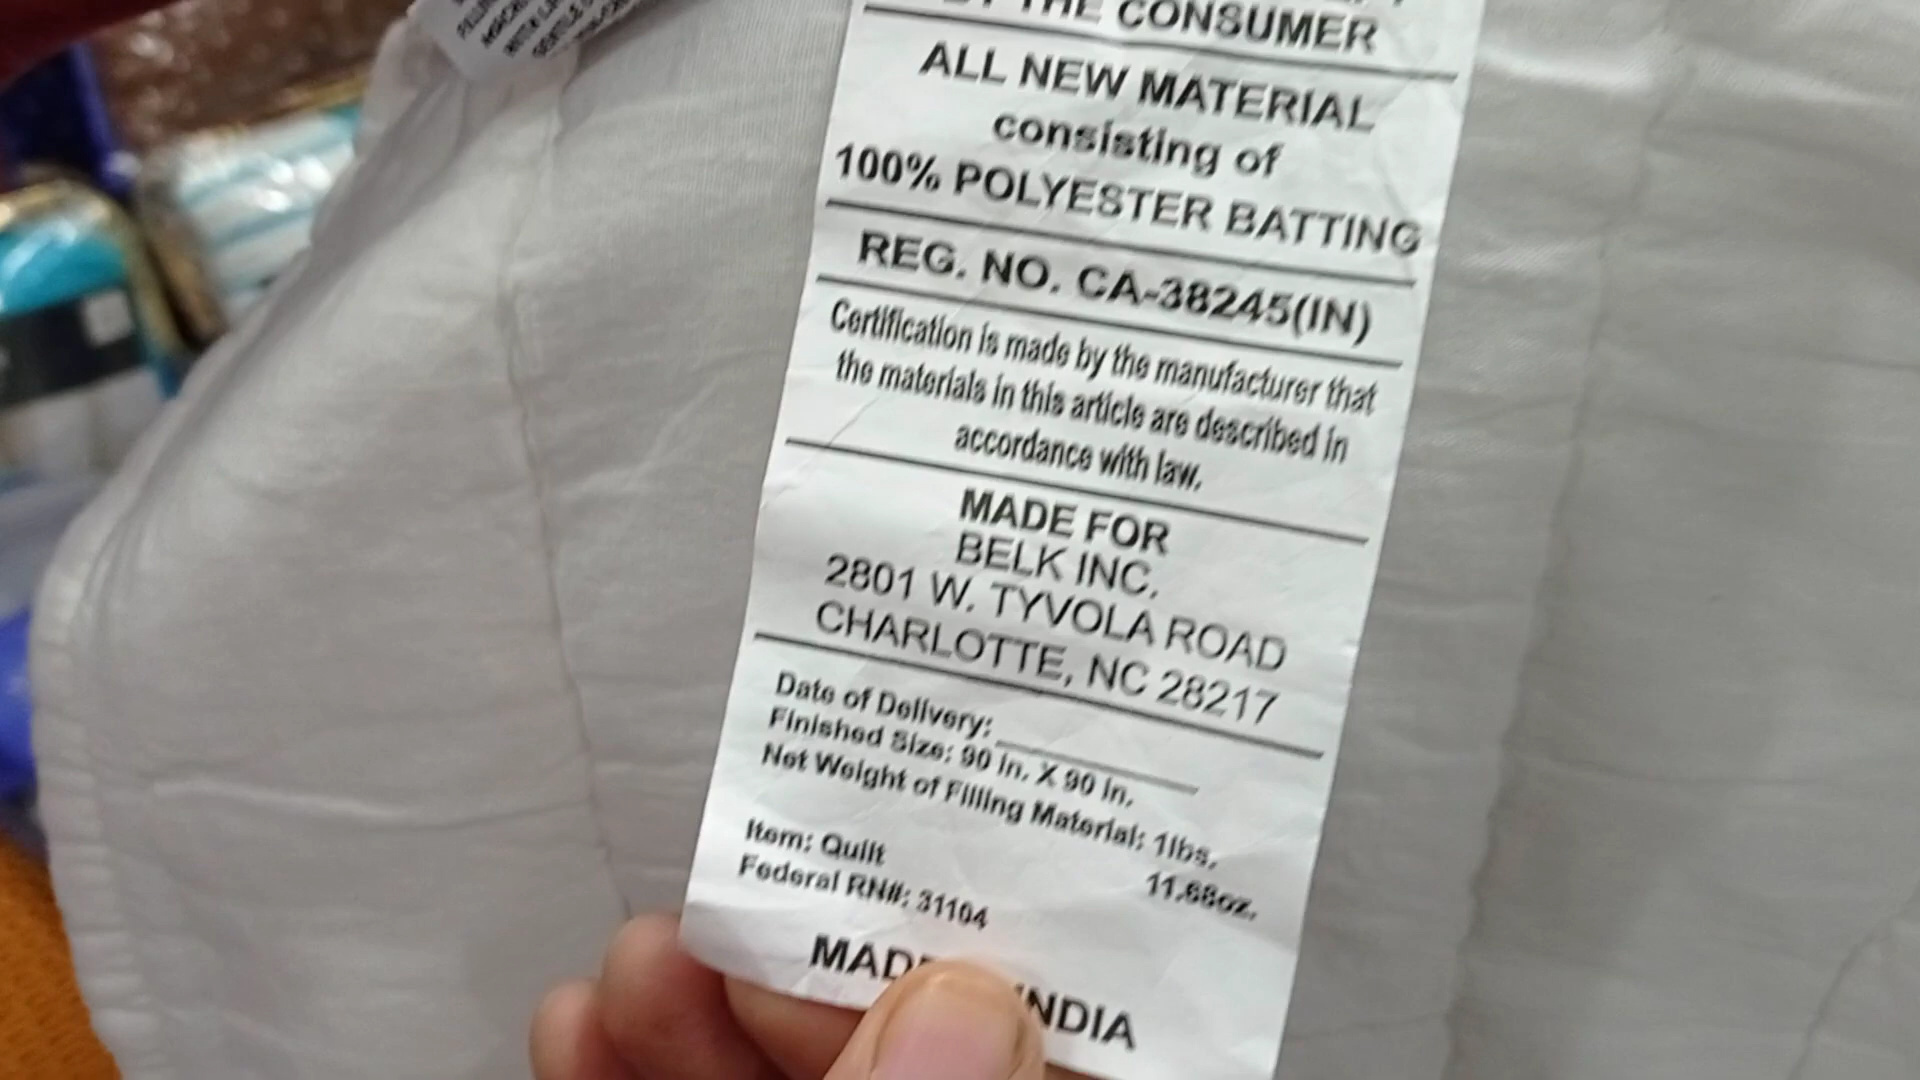 BY THE CONSUMER
ALL NEW MATERIAL
consisting of
100% POLYESTER BATTING
REG. NO. CA-38245(IN)
Certification is made by the manufacturer that
the materials in this article are described in
accordance with law.
MADE FOR
BELK INC.
2801 W. TYVOLA ROAD
CHARLOTTE, NC 28217
Date of Delivery:
Finished Size: 90 in. X 90 in.
Net Weight of Filling Material: 1lbs.
11.68oz.
Item: Quilt
Federal RN#: 31104
MADE INDIA